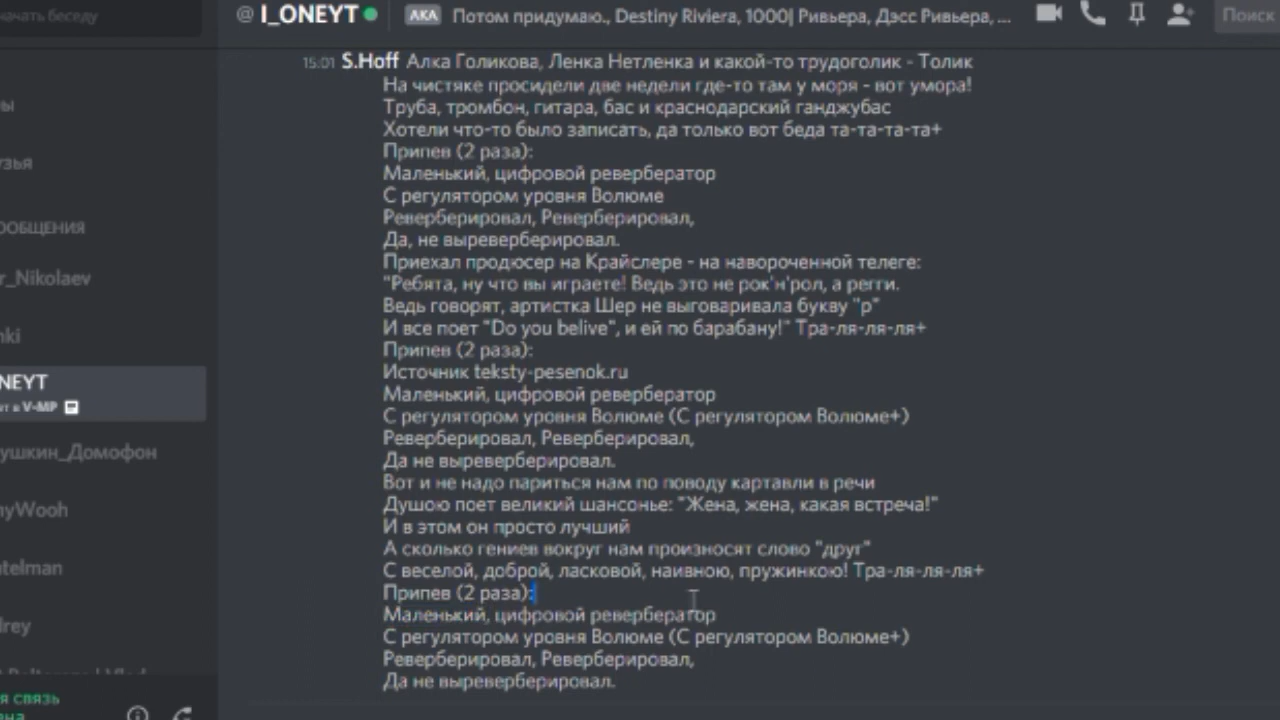 начать беседу
@ I_ONEYT AKA Потом придумаю., Destiny Riviera, 1000| Ривьера, Дэсс Ривьера, ...
Поиск
15:01 S.Hoff Алка Голикова, Ленка Нетленка и какой-то трудоголик - Толик
На чистяке просидели две недели где-то там у моря - вот умора!
Труба, тромбон, гитара, бас и краснодарский ганджубас
Хотели что-то было записать, да только вот беда та-та-та-та+
Припев (2 раза):
Маленький, цифровой ревербератор
С регулятором уровня Волюме
Реверберировал, Реверберировал,
Да, не выреверберировал.
Приехал продюсер на Крайслере - на навороченной телеге:
"Ребята, ну что вы играете! Ведь это не рок'н'рол, а регги.
Ведь говорят, артистка Шер не выговаривала букву "р"
И все поет "Do you belive", и ей по барабану!" Тра-ля-ля-ля+
Припев (2 раза):
Источник teksty-pesenok.ru
Маленький, цифровой ревербератор
С регулятором уровня Волюме (С регулятором Волюме+)
Реверберировал, Реверберировал,
Да не выреверберировал.
Вот и не надо париться нам по поводу картавли в речи
Душою поет великий шансонье: "Жена, жена, какая встреча!"
И в этом он просто лучший
А сколько гениев вокруг нам произносят слово "друг"
С веселой, доброй, ласковой, наивною, пружинкою! Тра-ля-ля-ля+
Припев (2 раза):
Маленький, цифровой ревербератор
С регулятором уровня Волюме (С регулятором Волюме+)
Реверберировал, Реверберировал,
Да не выреверберировал.
ы
узья
ООБЩЕНИЯ
r_Nikolaev
nki
NEYT
ет в V-MP
ушкин_Домофон
nyWooh
ntelman
drey
я связь